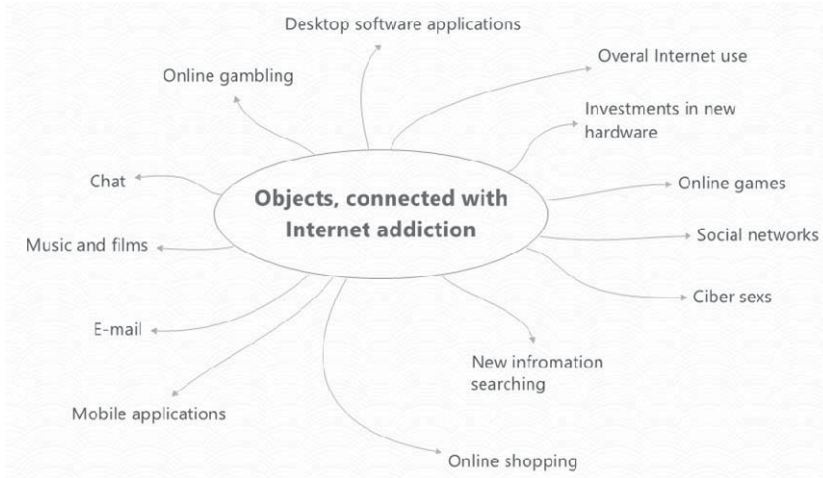 Desktop software applications
Overal Internet use
Online gambling
Investments in new
hardware
Chat
Online games
Objects, connected with
Internet addiction
Social networks
Music and films
Ciber sexs
E-mail
New infromation
searching
Mobile applications
Online shopping